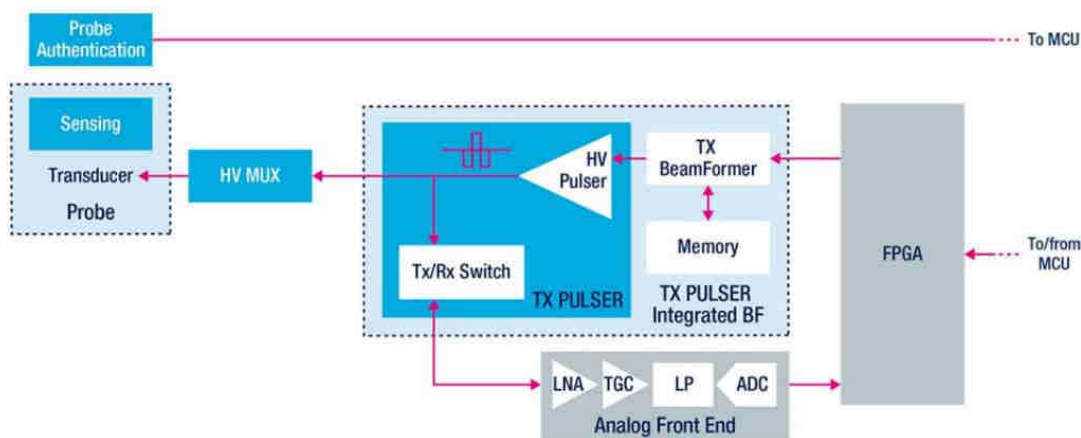 Probe
Authentication
To MCU
Sensing
Transducer
Probe
HV MUX
HV
Pulser
TX
BeamFormer
Memory
Tx/Rx Switch
TX PULSER
TX PULSER
Integrated BF
FPGA
To/from
MCU
LNA
TGC
LP
ADC
Analog Front End